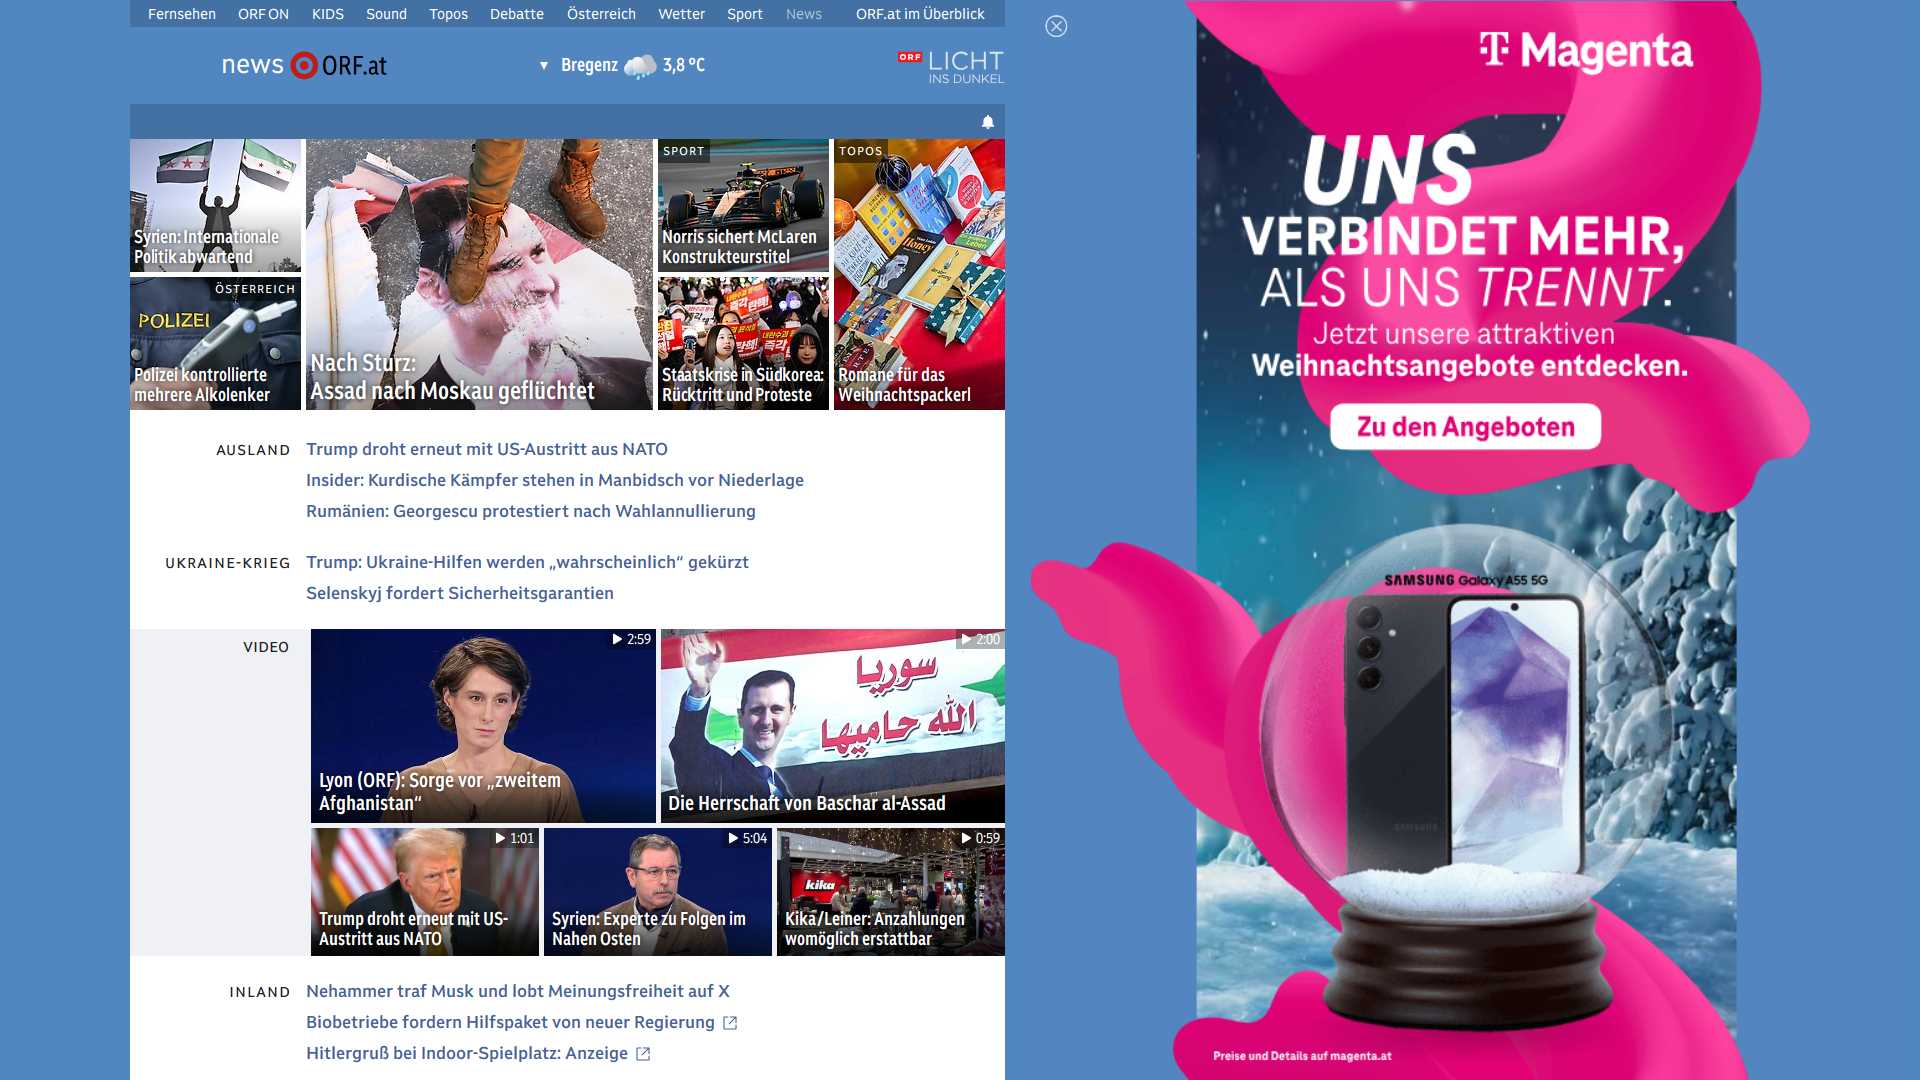 Fernsehen ORF ON KIDS Sound Topos Debatte Österreich Wetter Sport News ORF.at im Überblick
news ORF.at
▼ Bregenz 3,8 °C
ORF LICHT
INS DUNKEL
Syrien: Internationale
Politik abwartend
ÖSTERREICH
POLIZEI
Polizei kontrollierte
mehrere Alkolenker
Nach Sturz:
Assad nach Moskau geflüchtet
SPORT
Norris sichert McLaren
Konstrukteurstitel
Staatskrise in Südkorea:
Rücktritt und Proteste
TOPOS
Honey
Romane für das
Weihnachtspackerl
AUSLAND
Trump droht erneut mit US-Austritt aus NATO
Insider: Kurdische Kämpfer stehen in Manbidsch vor Niederlage
Rumänien: Georgescu protestiert nach Wahlannullierung
UKRAINE-KRIEG
Trump: Ukraine-Hilfen werden „wahrscheinlich“ gekürzt
Selenskyj fordert Sicherheitsgarantien
VIDEO
2:59
Lyon (ORF): Sorge vor „zweitem
Afghanistan“
2:00
سوريا
الله حاميها
Die Herrschaft von Baschar al-Assad
1:01
Trump droht erneut mit US-
Austritt aus NATO
5:04
Syrien: Experte zu Folgen im
Nahen Osten
0:59
kika
Kika/Leiner: Anzahlungen
womöglich erstattbar
INLAND
Nehammer traf Musk und lobt Meinungsfreiheit auf X
Biobetriebe fordern Hilfspaket von neuer Regierung
Hitlergruß bei Indoor-Spielplatz: Anzeige
T Magenta
UNS
VERBINDET MEHR,
ALS UNS TRENNT.
Jetzt unsere attraktiven
Weihnachtsangebote entdecken.
Zu den Angeboten
SAMSUNG Galaxy A55 5G
SAMSUNG
Preise und Details auf magenta.at